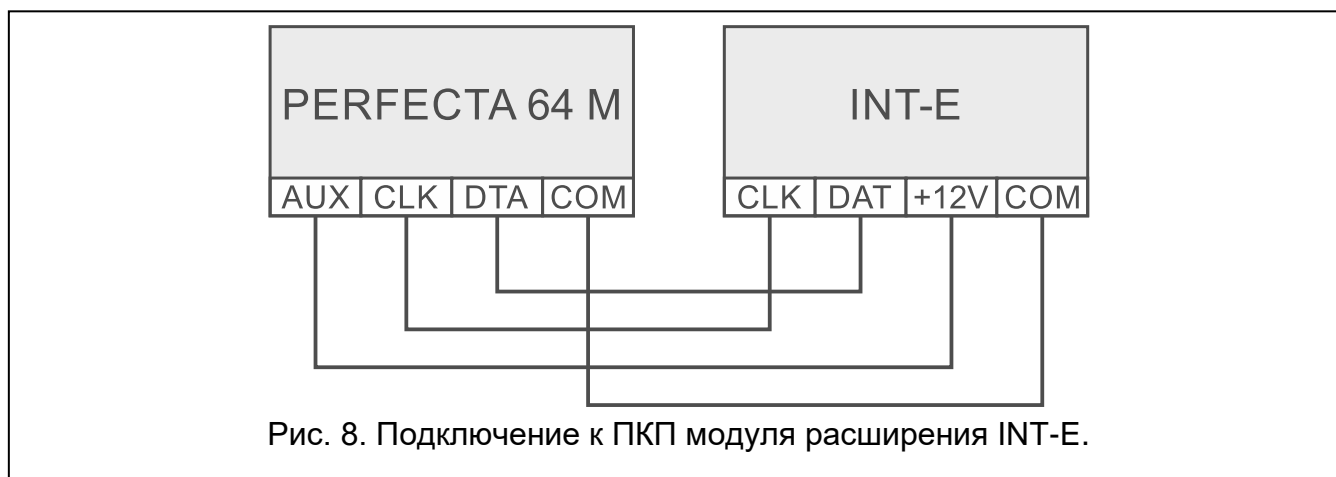 PERFECTA 64 M
INT-E
AUX CLK DTA COM
CLK DAT +12V COM
Рис. 8. Подключение к ПКП модуля расширения INT-E.